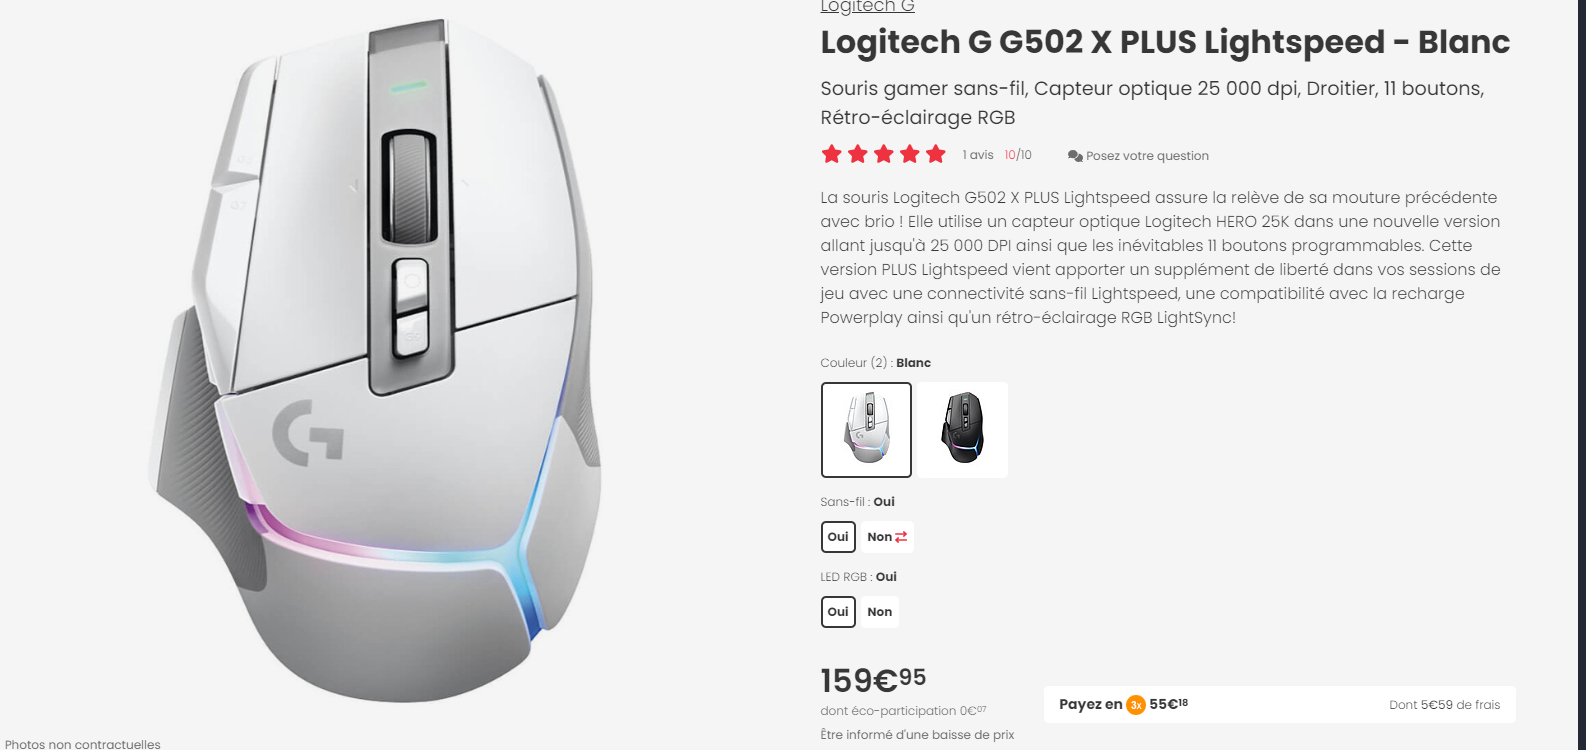 Logitech G
Logitech G G502 X PLUS Lightspeed - Blanc
Souris gamer sans-fil, Capteur optique 25 000 dpi, Droitier, 11 boutons,
Rétro-éclairage RGB
1 avis 10/10 Posez votre question
La souris Logitech G502 X PLUS Lightspeed assure la relève de sa mouture précédente
avec brio ! Elle utilise un capteur optique Logitech HERO 25K dans une nouvelle version
allant jusqu'à 25 000 DPI ainsi que les inévitables 11 boutons programmables. Cette
version PLUS Lightspeed vient apporter un supplément de liberté dans vos sessions de
jeu avec une connectivité sans-fil Lightspeed, une compatibilité avec la recharge
Powerplay ainsi qu'un rétro-éclairage RGB LightSync!
Couleur (2) : Blanc
Sans-fil : Oui
Oui Non
LED RGB : Oui
Oui Non
159€95
dont éco-participation 0€07
Être informé d'une baisse de prix
Payez en 3x 55€18 Dont 5€59 de frais
Photos non contractuelles